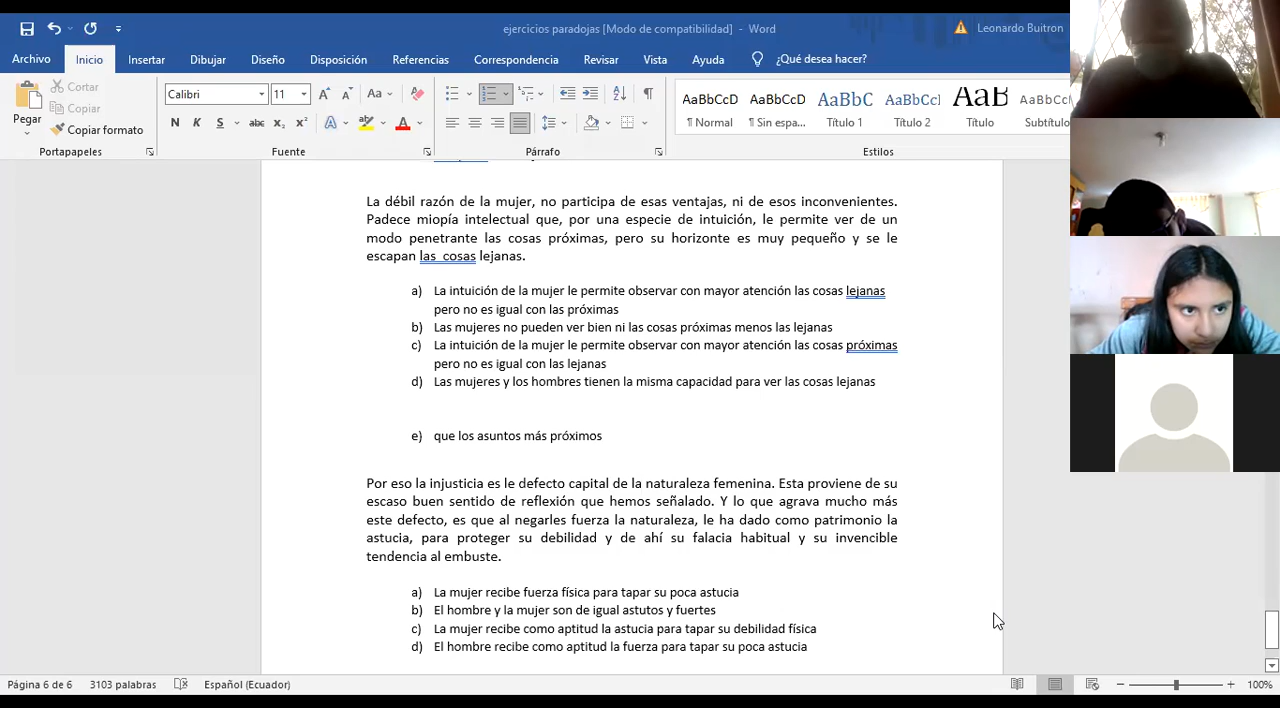 ejercicios paradojas [Modo de compatibilidad] - Word
Leonardo Buitron
Archivo Inicio Insertar Dibujar Diseño Disposición Referencias Correspondencia Revisar Vista Ayuda ¿Qué desea hacer?
Pegar
Cortar
Copiar
Copiar formato
Calibri 11
N K S abc x₂ x²
AaBbCcD AaBbCcD AaBbC AaBbCcI AaB AaBbCcD
¶ Normal ¶ Sin espa... Título 1 Título 2 Título Subtítulo
Portapapeles Fuente Párrafo Estilos
La débil razón de la mujer, no participa de esas ventajas, ni de esos inconvenientes.
Padece miopía intelectual que, por una especie de intuición, le permite ver de un
modo penetrante las cosas próximas, pero su horizonte es muy pequeño y se le
escapan las cosas lejanas.
a) La intuición de la mujer le permite observar con mayor atención las cosas lejanas
pero no es igual con las próximas
b) Las mujeres no pueden ver bien ni las cosas próximas menos las lejanas
c) La intuición de la mujer le permite observar con mayor atención las cosas próximas
pero no es igual con las lejanas
d) Las mujeres y los hombres tienen la misma capacidad para ver las cosas lejanas
e) que los asuntos más próximos
Por eso la injusticia es le defecto capital de la naturaleza femenina. Esta proviene de su
escaso buen sentido de reflexión que hemos señalado. Y lo que agrava mucho más
este defecto, es que al negarles fuerza la naturaleza, le ha dado como patrimonio la
astucia, para proteger su debilidad y de ahí su falacia habitual y su invencible
tendencia al embuste.
a) La mujer recibe fuerza física para tapar su poca astucia
b) El hombre y la mujer son de igual astutos y fuertes
c) La mujer recibe como aptitud la astucia para tapar su debilidad física
d) El hombre recibe como aptitud la fuerza para tapar su poca astucia
Página 6 de 6 3103 palabras Español (Ecuador) 100%